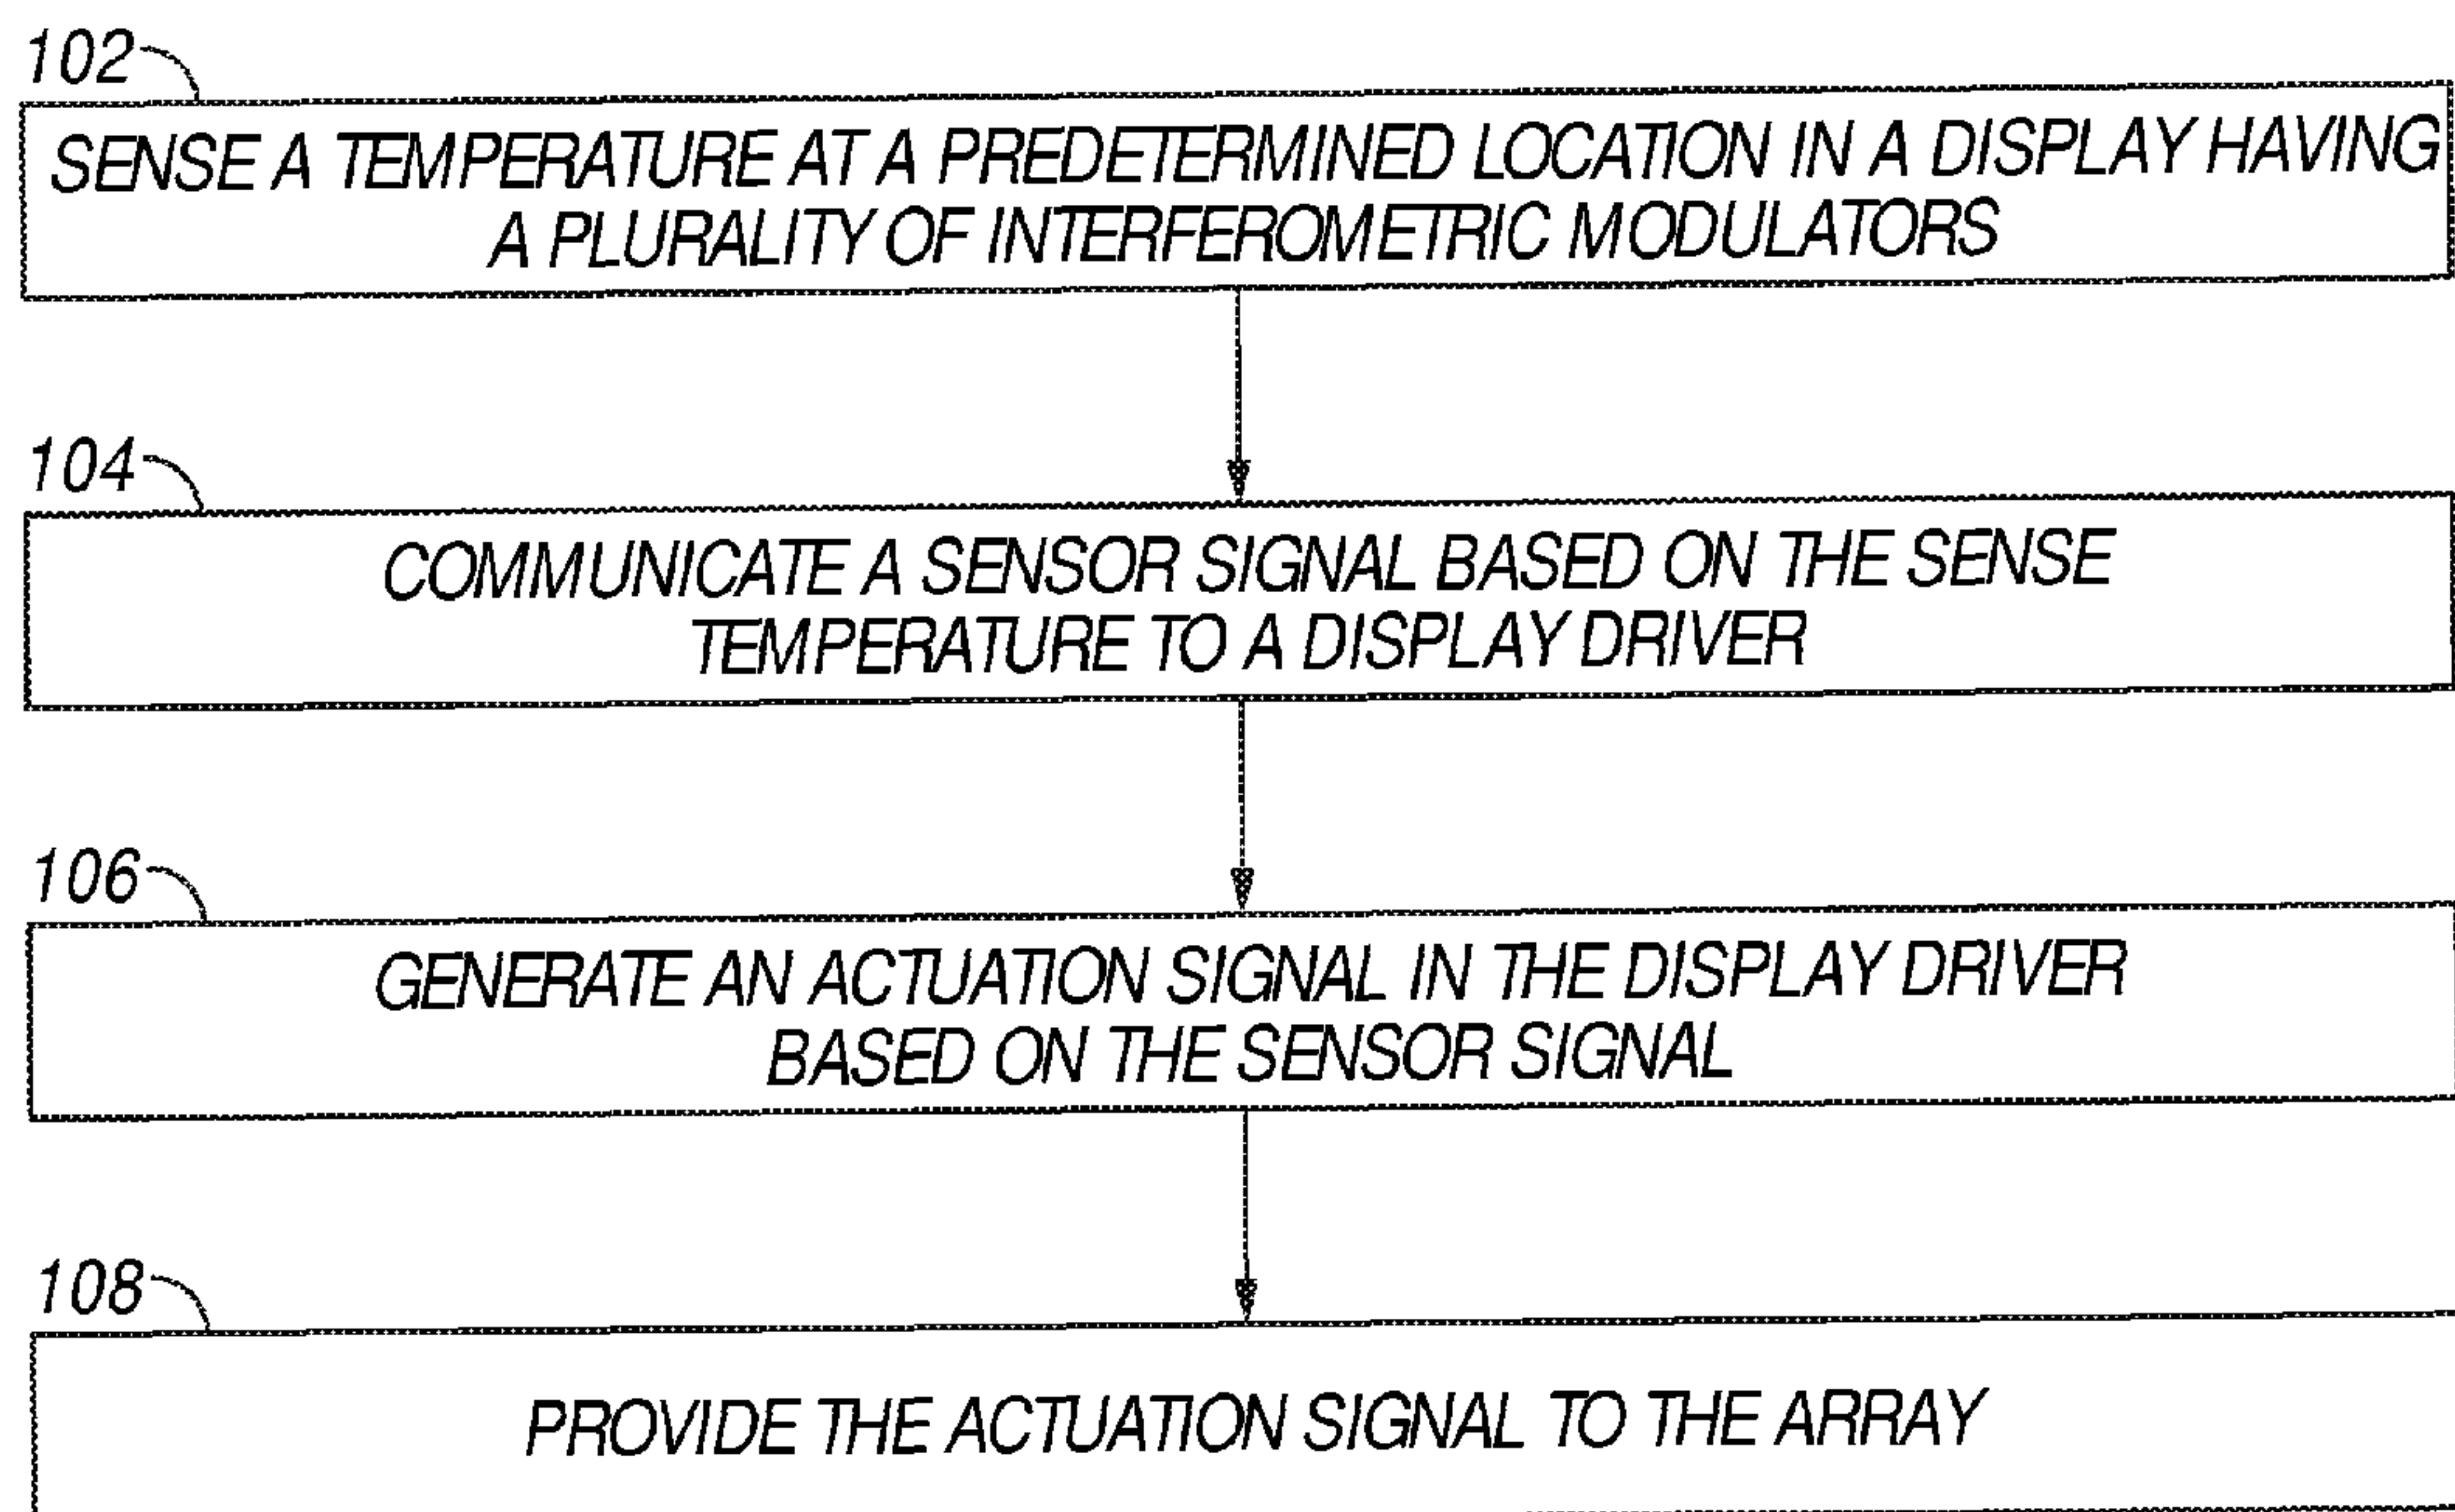 102
SENSE A TEMPERATURE AT A PREDETERMINED LOCATION IN A DISPLAY HAVING
A PLURALITY OF INTERFEROMETRIC MODULATORS
104
COMMUNICATE A SENSOR SIGNAL BASED ON THE SENSE
TEMPERATURE TO A DISPLAY DRIVER
106
GENERATE AN ACTUATION SIGNAL IN THE DISPLAY DRIVER
BASED ON THE SENSOR SIGNAL
108
PROVIDE THE ACTUATION SIGNAL TO THE ARRAY